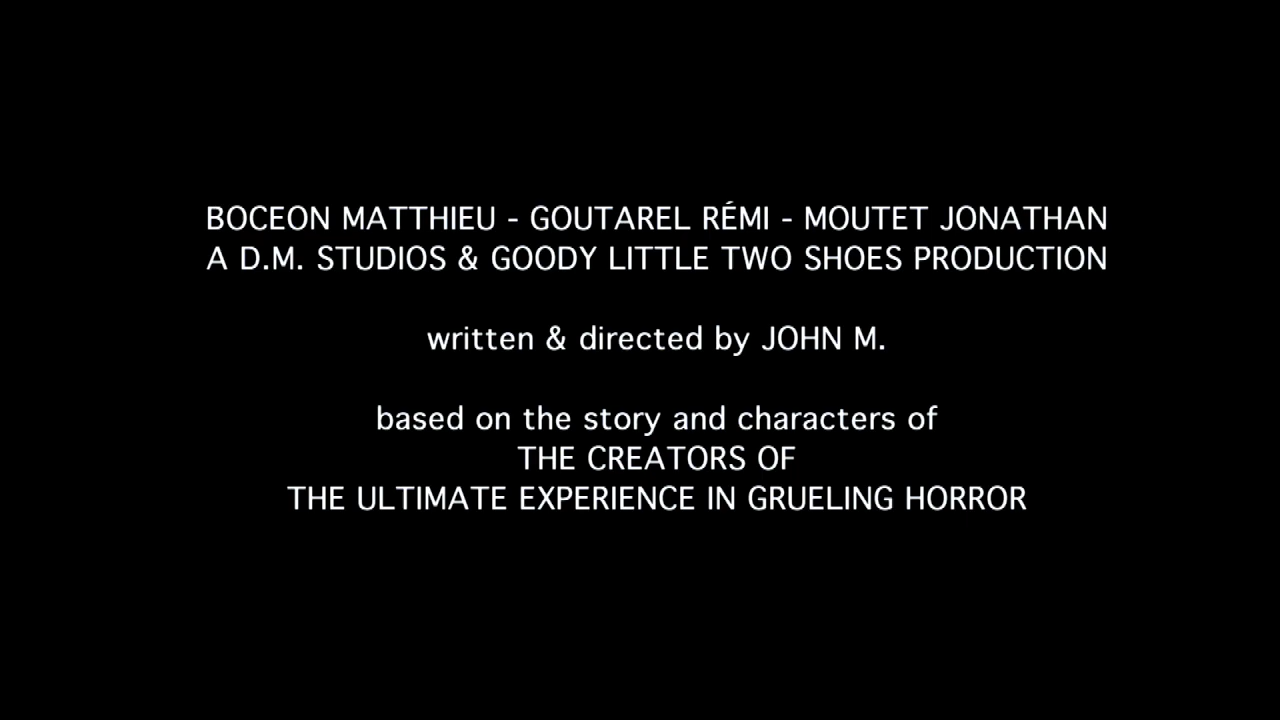 BOCEON MATTHIEU - GOUTAREL RÉMI - MOUTET JONATHAN
A D.M. STUDIOS & GOODY LITTLE TWO SHOES PRODUCTION
written & directed by JOHN M.
based on the story and characters of
THE CREATORS OF
THE ULTIMATE EXPERIENCE IN GRUELING HORROR